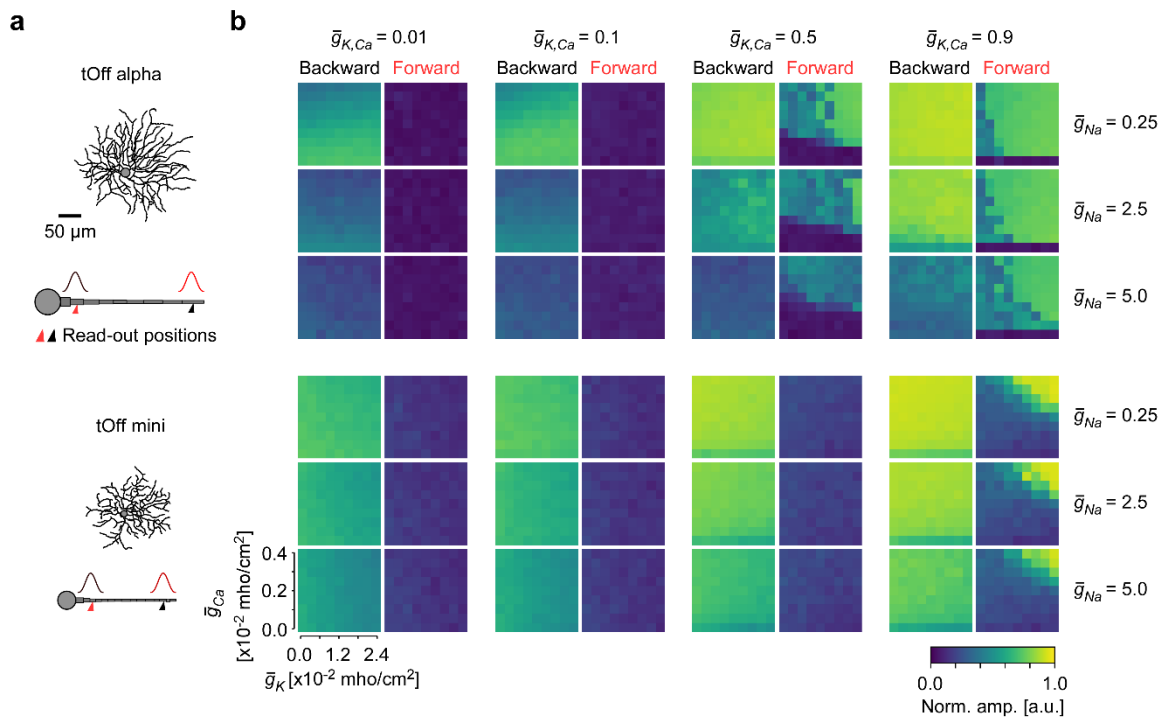 a
b
ḡK,Ca = 0.01
ḡK,Ca = 0.1
ḡK,Ca = 0.5
ḡK,Ca = 0.9
Backward Forward
Backward Forward
Backward Forward
Backward Forward
tOff alpha
50 µm
Read-out positions
ḡNa = 0.25
ḡNa = 2.5
ḡNa = 5.0
tOff mini
ḡNa = 0.25
ḡNa = 2.5
ḡNa = 5.0
ḡCa
[x10-2 mho/cm2]
0.4
0.0
0.0 1.2 2.4
ḡK [x10-2 mho/cm2]
0.0 1.0
Norm. amp. [a.u.]